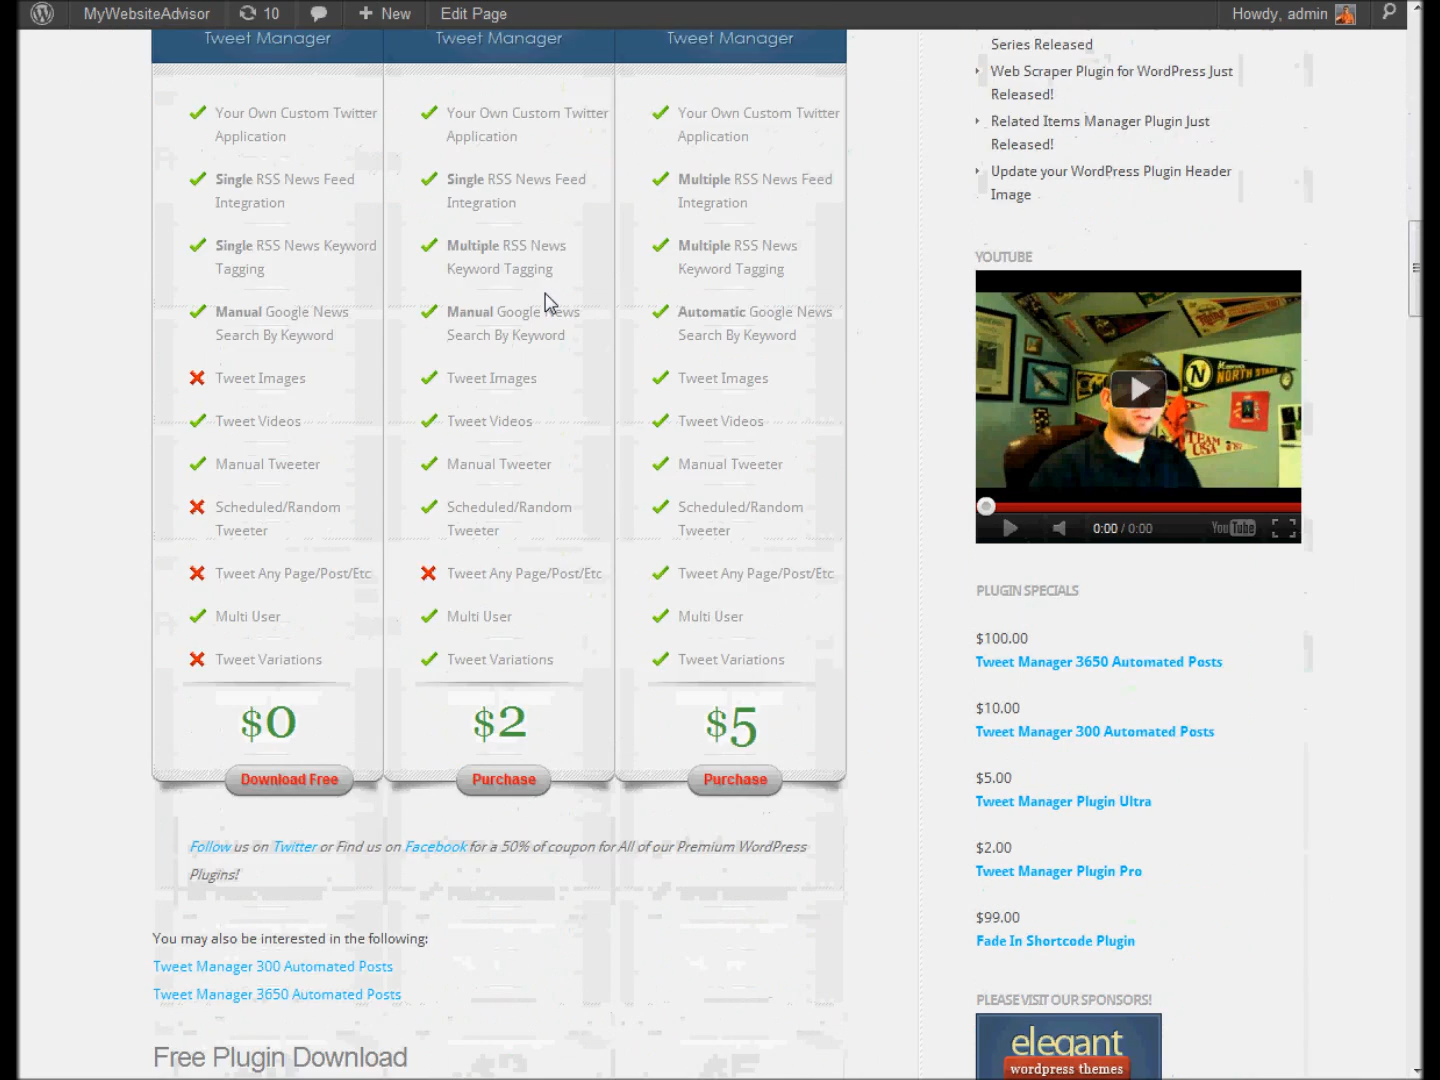 MyWebsiteAdvisor 10 New Edit Page Howdy, admin
Tweet Manager Tweet Manager Tweet Manager
Your Own Custom Twitter
Application
Single RSS News Feed
Integration
Single RSS News Keyword
Tagging
Manual Google News
Search By Keyword
Tweet Images
Tweet Videos
Manual Tweeter
Scheduled/Random
Tweeter
Tweet Any Page/Post/Etc
Multi User
Tweet Variations
$0
Download Free
Your Own Custom Twitter
Application
Single RSS News Feed
Integration
Multiple RSS News
Keyword Tagging
Manual Google News
Search By Keyword
Tweet Images
Tweet Videos
Manual Tweeter
Scheduled/Random
Tweeter
Tweet Any Page/Post/Etc
Multi User
Tweet Variations
$2
Purchase
Your Own Custom Twitter
Application
Multiple RSS News Feed
Integration
Multiple RSS News
Keyword Tagging
Automatic Google News
Search By Keyword
Tweet Images
Tweet Videos
Manual Tweeter
Scheduled/Random
Tweeter
Tweet Any Page/Post/Etc
Multi User
Tweet Variations
$5
Purchase
Follow us on Twitter or Find us on Facebook for a 50% of coupon for All of our Premium WordPress
Plugins!
You may also be interested in the following:
Tweet Manager 300 Automated Posts
Tweet Manager 3650 Automated Posts
Free Plugin Download
Series Released
Web Scraper Plugin for WordPress Just
Released!
Related Items Manager Plugin Just
Released!
Update your WordPress Plugin Header
Image
YOUTUBE
N NORTH STARS
TEAM
USA
0:00 / 0:00 YouTube
PLUGIN SPECIALS
$100.00
Tweet Manager 3650 Automated Posts
$10.00
Tweet Manager 300 Automated Posts
$5.00
Tweet Manager Plugin Ultra
$2.00
Tweet Manager Plugin Pro
$99.00
Fade In Shortcode Plugin
PLEASE VISIT OUR SPONSORS!
elegant
wordpress themes